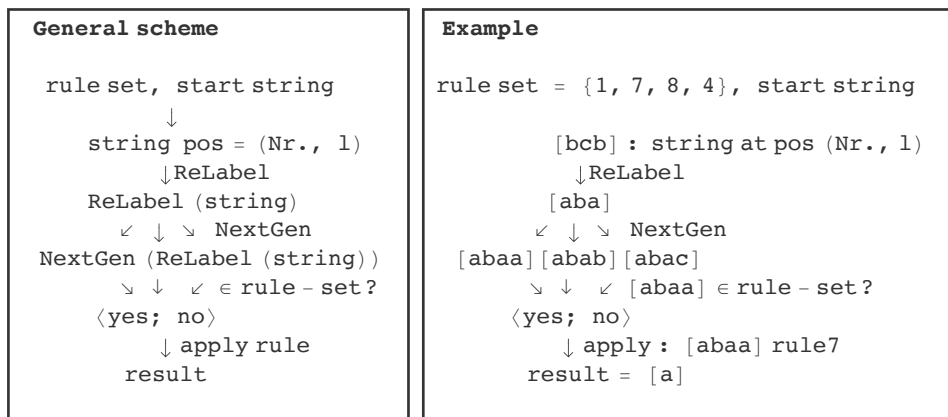 General scheme
rule set, start string
↓
string pos = (Nr., l)
↓ReLabel
ReLabel (string)
↙ ↓ ↘ NextGen
NextGen (ReLabel (string))
↘ ↓ ↙ ∈ rule - set?
⟨yes; no⟩
↓ apply rule
result
Example
rule set = {1, 7, 8, 4}, start string
[bcb] : string at pos (Nr., l)
↓ReLabel
[aba]
↙ ↓ ↘ NextGen
[abaa][abab][abac]
↘ ↓ ↙ [abaa] ∈ rule - set?
⟨yes; no⟩
↓ apply : [abaa] rule7
result = [a]